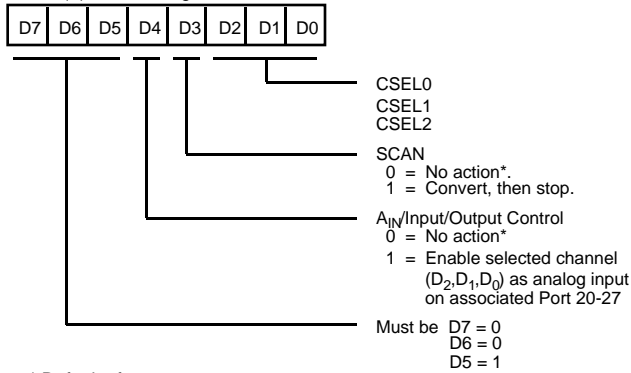 D7 D6 D5 D4 D3 D2 D1 D0
CSEL0
CSEL1
CSEL2
SCAN
0 = No action*.
1 = Convert, then stop.
A_IN/Input/Output Control
0 = No action*
1 = Enable selected channel
(D2,D1,D0) as analog input
on associated Port 20-27
Must be D7 = 0
D6 = 0
D5 = 1